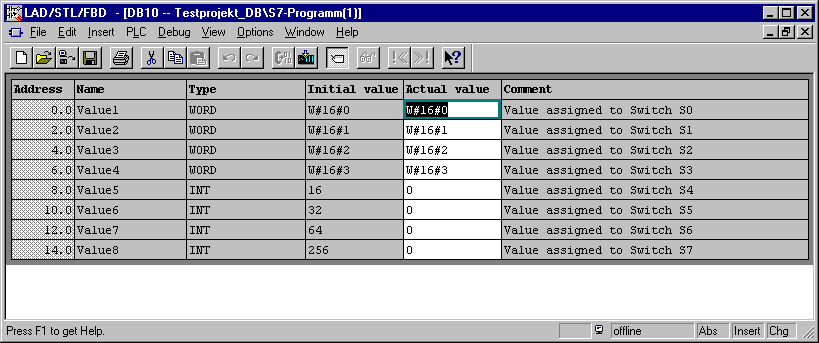 LAD/STL/FBD - [DB10 -- Testprojekt_DB\S7-Programm(1)]
File Edit Insert PLC Debug View Options Window Help
Address Name Type Initial value Actual value Comment
0.0 Value1 WORD W#16#0 W#16#0 Value assigned to Switch S0
2.0 Value2 WORD W#16#1 W#16#1 Value assigned to Switch S1
4.0 Value3 WORD W#16#2 W#16#2 Value assigned to Switch S2
6.0 Value4 WORD W#16#3 W#16#3 Value assigned to Switch S3
8.0 Value5 INT 16 0 Value assigned to Switch S4
10.0 Value6 INT 32 0 Value assigned to Switch S5
12.0 Value7 INT 64 0 Value assigned to Switch S6
14.0 Value8 INT 256 0 Value assigned to Switch S7
Press F1 to get Help. offline Abs Insert Chg